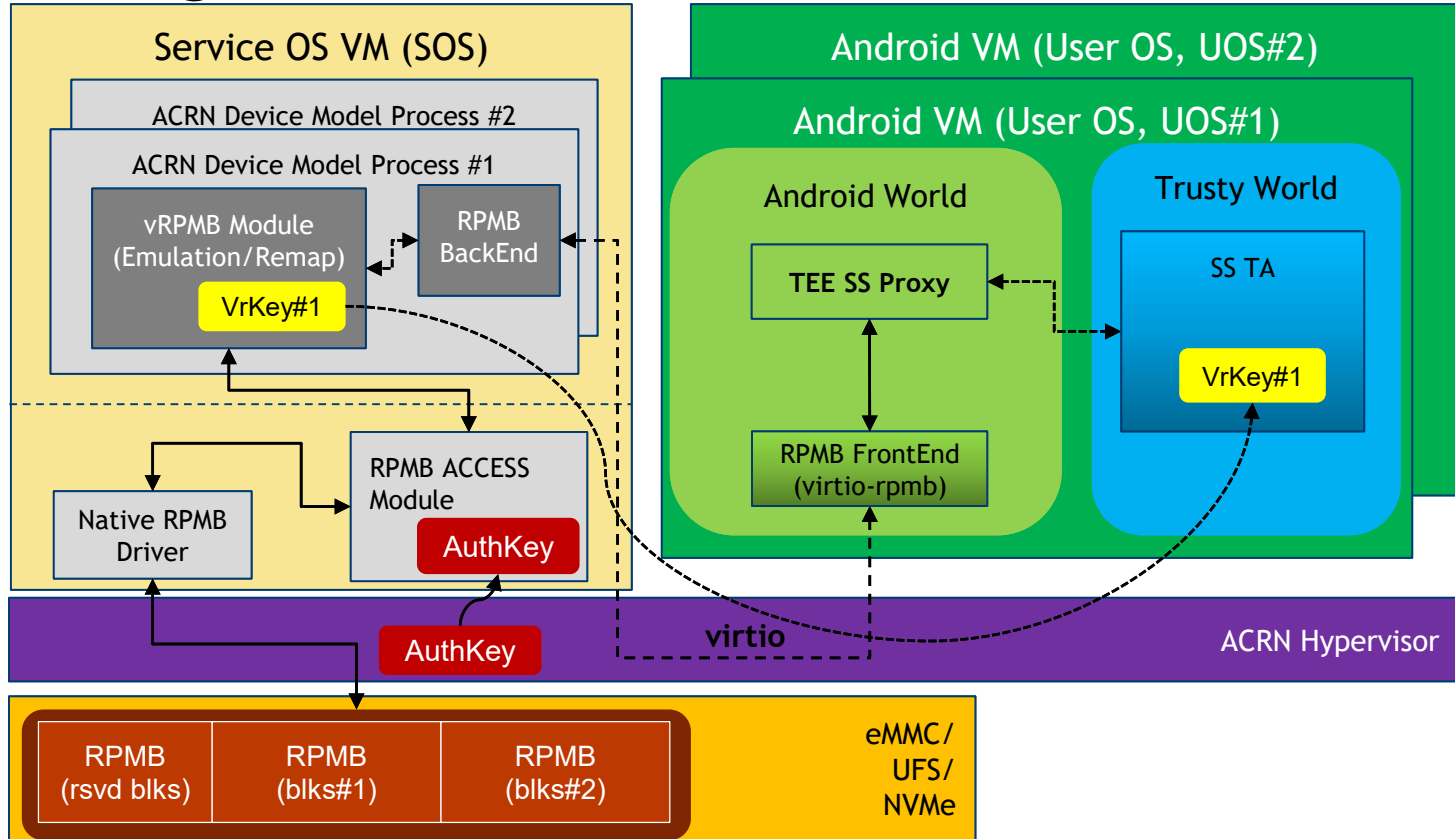 Service OS VM (SOS)
ACRN Device Model Process #2
ACRN Device Model Process #1
vRPMB Module
(Emulation/Remap)
VrKey#1
RPMB
BackEnd
RPMB ACCESS
Module
AuthKey
Native RPMB
Driver
Android VM (User OS, UOS#2)
Android VM (User OS, UOS#1)
Android World
TEE SS Proxy
RPMB FrontEnd
(virtio-rpmb)
Trusty World
SS TA
VrKey#1
AuthKey
virtio
ACRN Hypervisor
RPMB
(rsvd blks)
RPMB
(blks#1)
RPMB
(blks#2)
eMMC/
UFS/
NVMe